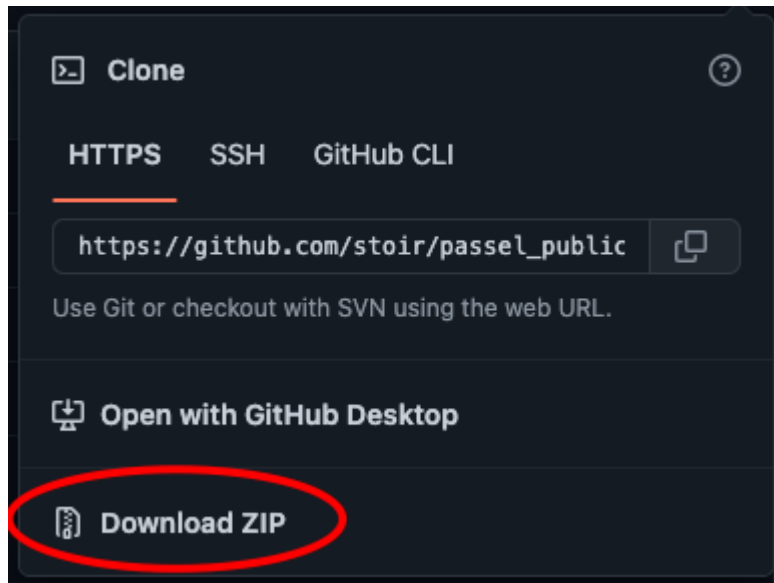 Clone
HTTPS SSH GitHub CLI
https://github.com/stoir/passel_public
Use Git or checkout with SVN using the web URL.
Open with GitHub Desktop
Download ZIP